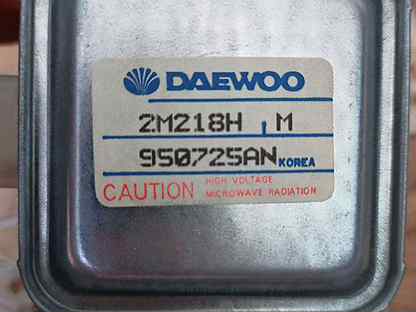 DAEWOO
2M218H , M
950725AN KOREA
CAUTION HIGH VOLTAGE
MICROWAVE RADIATION